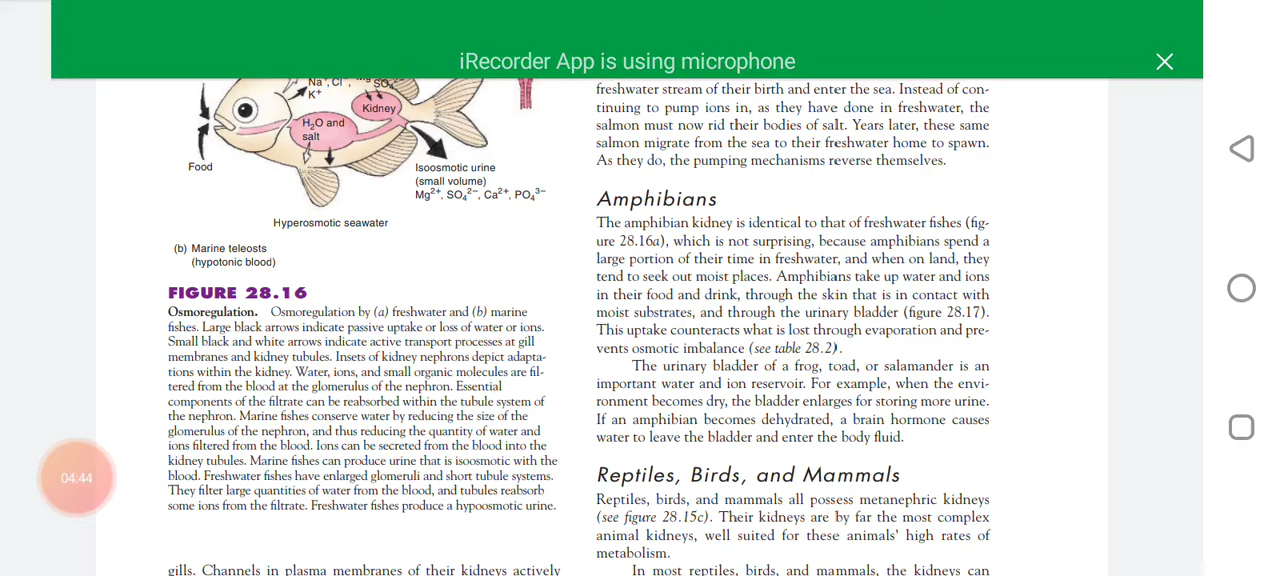 iRecorder App is using microphone
Na+, Cl−,
K+
SO4
Kidney
H2O and
salt
Food
Isoosmotic urine
(small volume)
Mg2+, SO42−, Ca2+, PO43−
Hyperosmotic seawater
(b) Marine teleosts
(hypotonic blood)
FIGURE 28.16
Osmoregulation. Osmoregulation by (a) freshwater and (b) marine
fishes. Large black arrows indicate passive uptake or loss of water or ions.
Small black and white arrows indicate active transport processes at gill
membranes and kidney tubules. Insets of kidney nephrons depict adapta-
tions within the kidney. Water, ions, and small organic molecules are fil-
tered from the blood at the glomerulus of the nephron. Essential
components of the filtrate can be reabsorbed within the tubule system of
the nephron. Marine fishes conserve water by reducing the size of the
glomerulus of the nephron, and thus reducing the quantity of water and
ions filtered from the blood. Ions can be secreted from the blood into the
kidney tubules. Marine fishes can produce urine that is isoosmotic with the
blood. Freshwater fishes have enlarged glomeruli and short tubule systems.
They filter large quantities of water from the blood, and tubules reabsorb
some ions from the filtrate. Freshwater fishes produce a hypoosmotic urine.
04:44
gills. Channels in plasma membranes of their kidneys actively
freshwater stream of their birth and enter the sea. Instead of con-
tinuing to pump ions in, as they have done in freshwater, the
salmon must now rid their bodies of salt. Years later, these same
salmon migrate from the sea to their freshwater home to spawn.
As they do, the pumping mechanisms reverse themselves.
Amphibians
The amphibian kidney is identical to that of freshwater fishes (fig-
ure 28.16a), which is not surprising, because amphibians spend a
large portion of their time in freshwater, and when on land, they
tend to seek out moist places. Amphibians take up water and ions
in their food and drink, through the skin that is in contact with
moist substrates, and through the urinary bladder (figure 28.17).
This uptake counteracts what is lost through evaporation and pre-
vents osmotic imbalance (see table 28.2).
The urinary bladder of a frog, toad, or salamander is an
important water and ion reservoir. For example, when the envi-
ronment becomes dry, the bladder enlarges for storing more urine.
If an amphibian becomes dehydrated, a brain hormone causes
water to leave the bladder and enter the body fluid.
Reptiles, Birds, and Mammals
Reptiles, birds, and mammals all possess metanephric kidneys
(see figure 28.15c). Their kidneys are by far the most complex
animal kidneys, well suited for these animals' high rates of
metabolism.
In most reptiles, birds, and mammals, the kidneys can